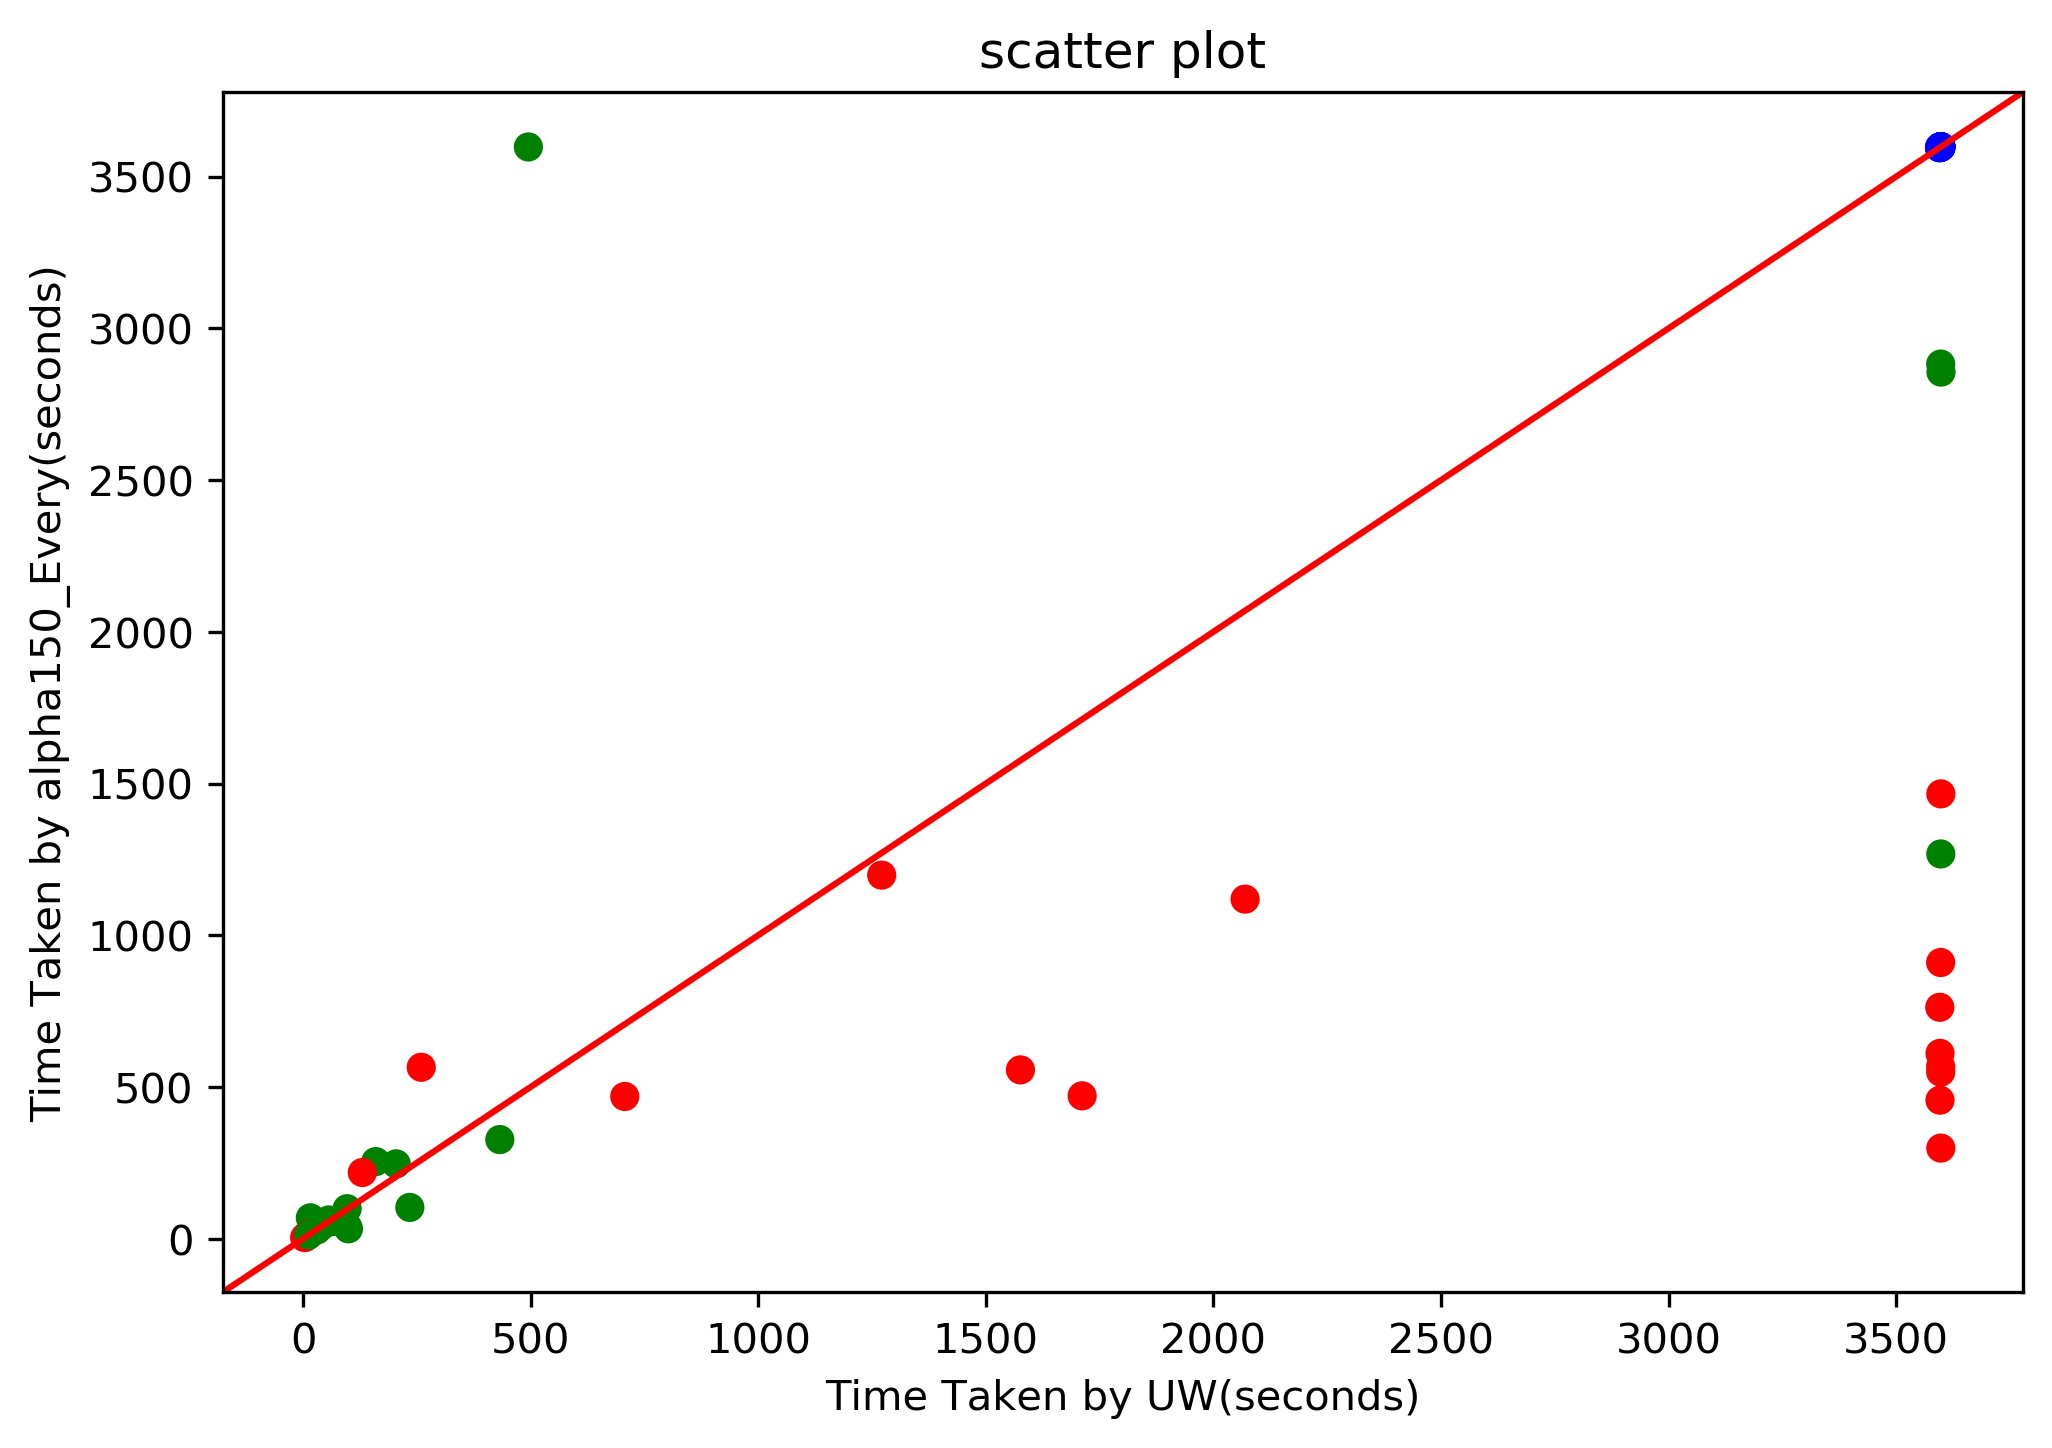 scatter plot
Time Taken by alpha150_Every(seconds)
3500
3000
2500
2000
1500
1000
500
0
0 500 1000 1500 2000 2500 3000 3500
Time Taken by UW(seconds)